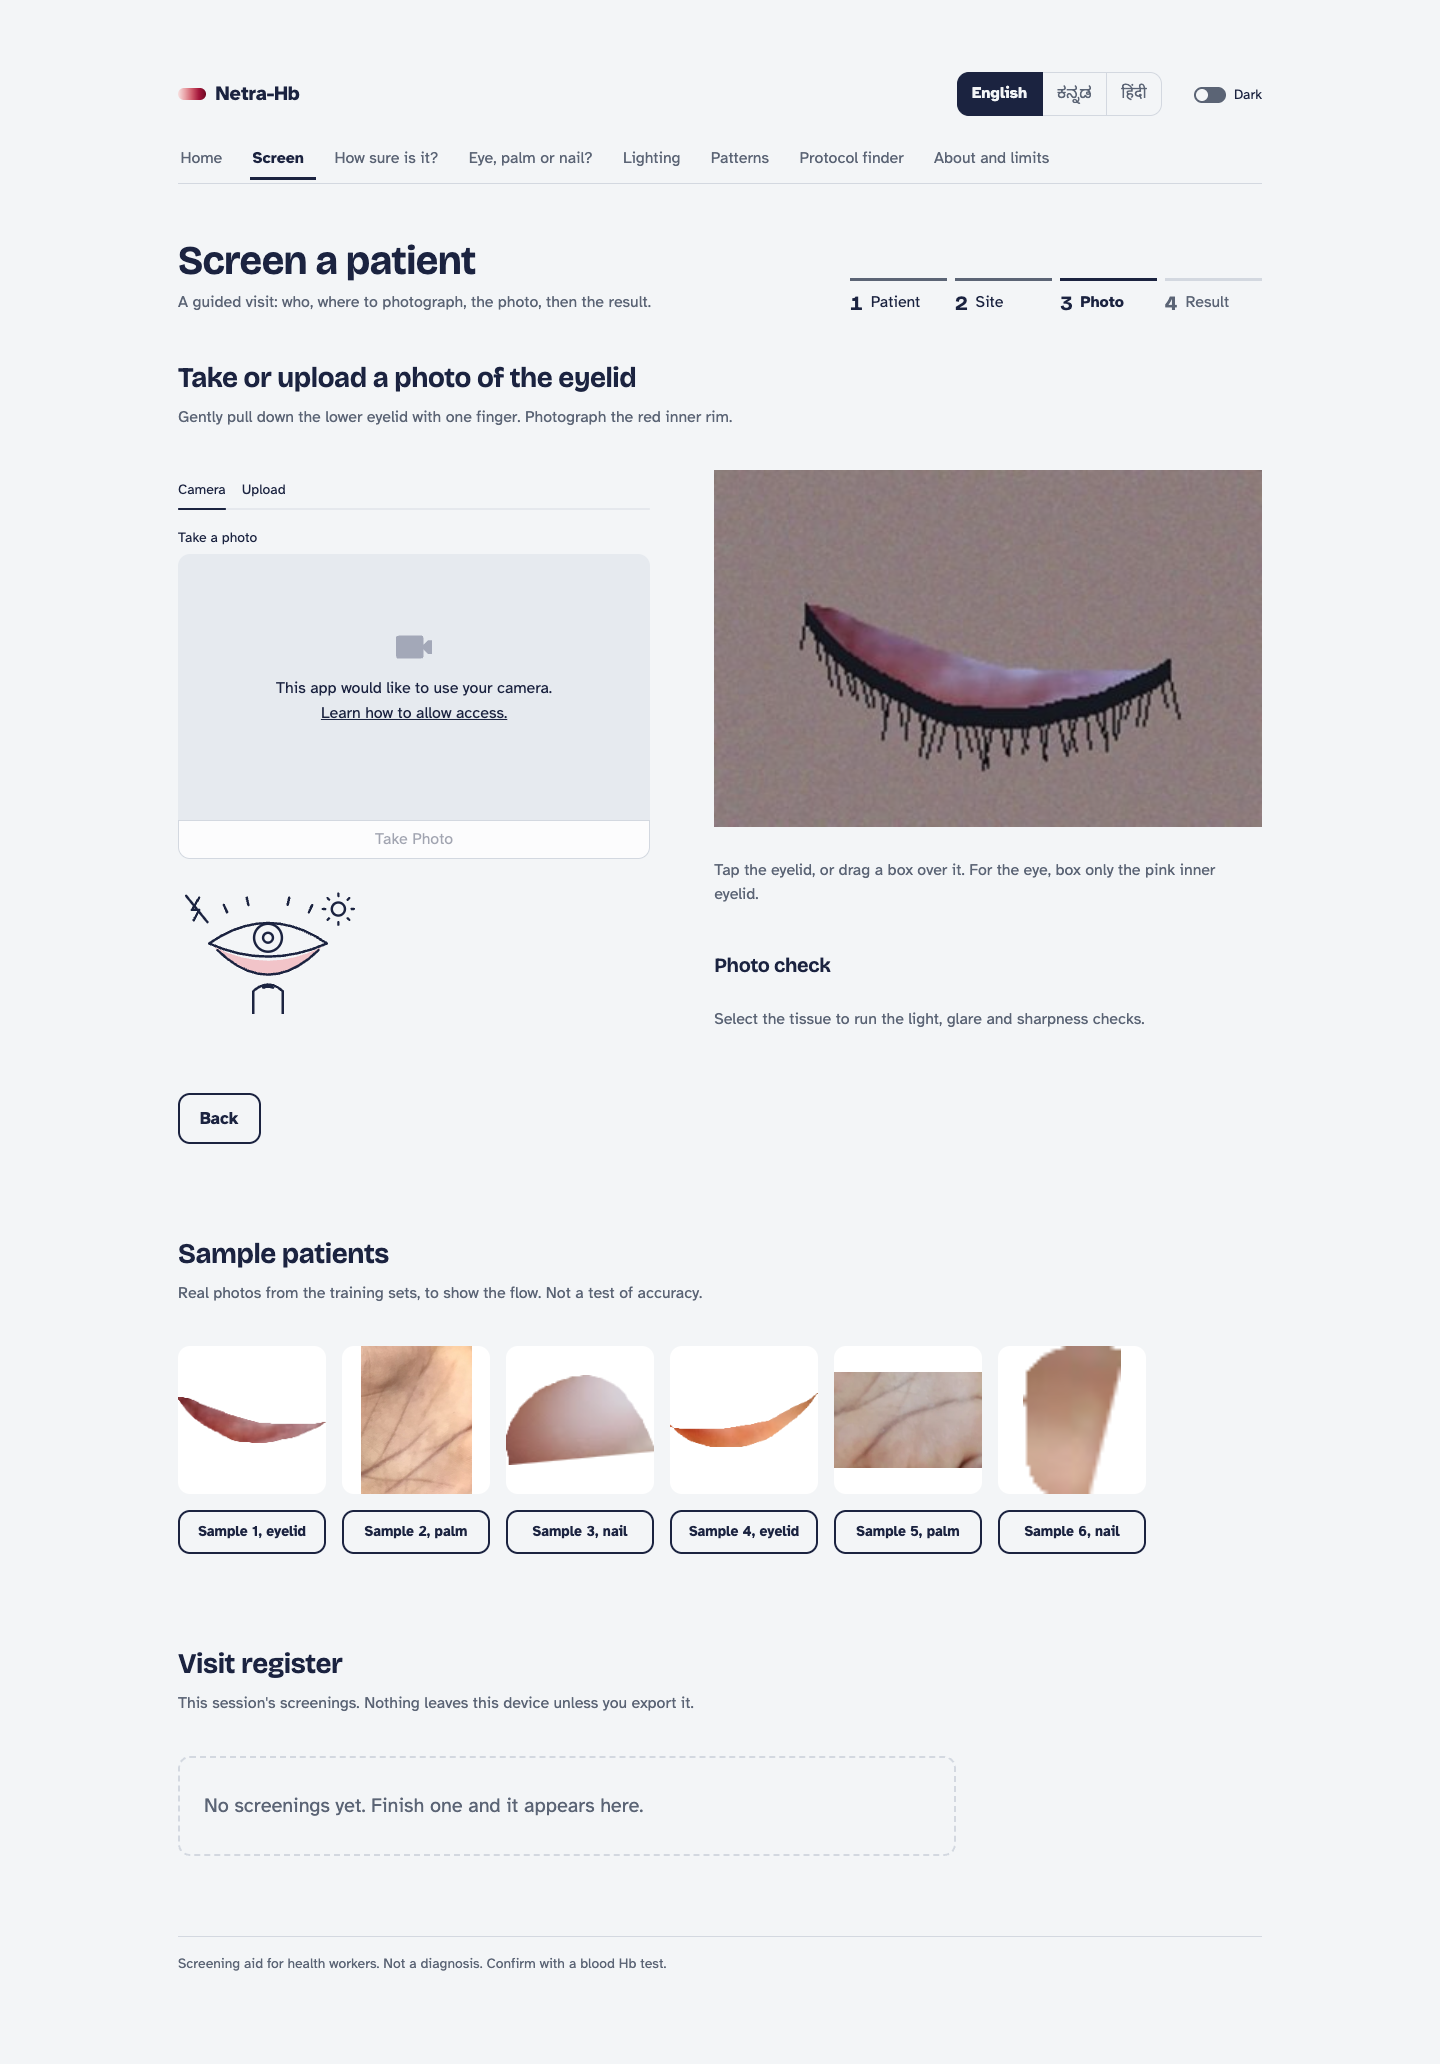 Netra-Hb
English ಕನ್ನಡ हिंदी Dark
Home Screen How sure is it? Eye, palm or nail? Lighting Patterns Protocol finder About and limits
Screen a patient
A guided visit: who, where to photograph, the photo, then the result.
1 Patient 2 Site 3 Photo 4 Result
Take or upload a photo of the eyelid
Gently pull down the lower eyelid with one finger. Photograph the red inner rim.
Camera Upload
Take a photo
This app would like to use your camera.
Learn how to allow access.
Take Photo
Tap the eyelid, or drag a box over it. For the eye, box only the pink inner
eyelid.
Photo check
Select the tissue to run the light, glare and sharpness checks.
Back
Sample patients
Real photos from the training sets, to show the flow. Not a test of accuracy.
Sample 1, eyelid Sample 2, palm Sample 3, nail Sample 4, eyelid Sample 5, palm Sample 6, nail
Visit register
This session's screenings. Nothing leaves this device unless you export it.
No screenings yet. Finish one and it appears here.
Screening aid for health workers. Not a diagnosis. Confirm with a blood Hb test.